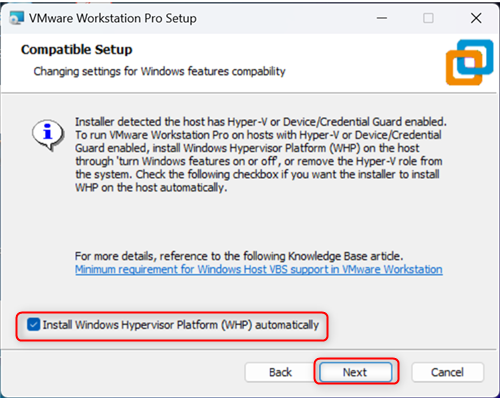 VMware Workstation Pro Setup
Compatible Setup
Changing settings for Windows features compability
Installer detected the host has Hyper-V or Device/Credential Guard enabled.
To run VMware Workstation Pro on hosts with Hyper-V or Device/Credential
Guard enabled, install Windows Hypervisor Platform (WHP) on the host
through 'turn Windows features on or off', or remove the Hyper-V role from
the system. Check the following checkbox if you want the installer to install
WHP on the host automatically.
For more details, reference to the following Knowledge Base article.
Minimum requirement for Windows Host VBS support in VMware Workstation
Install Windows Hypervisor Platform (WHP) automatically
Back Next Cancel